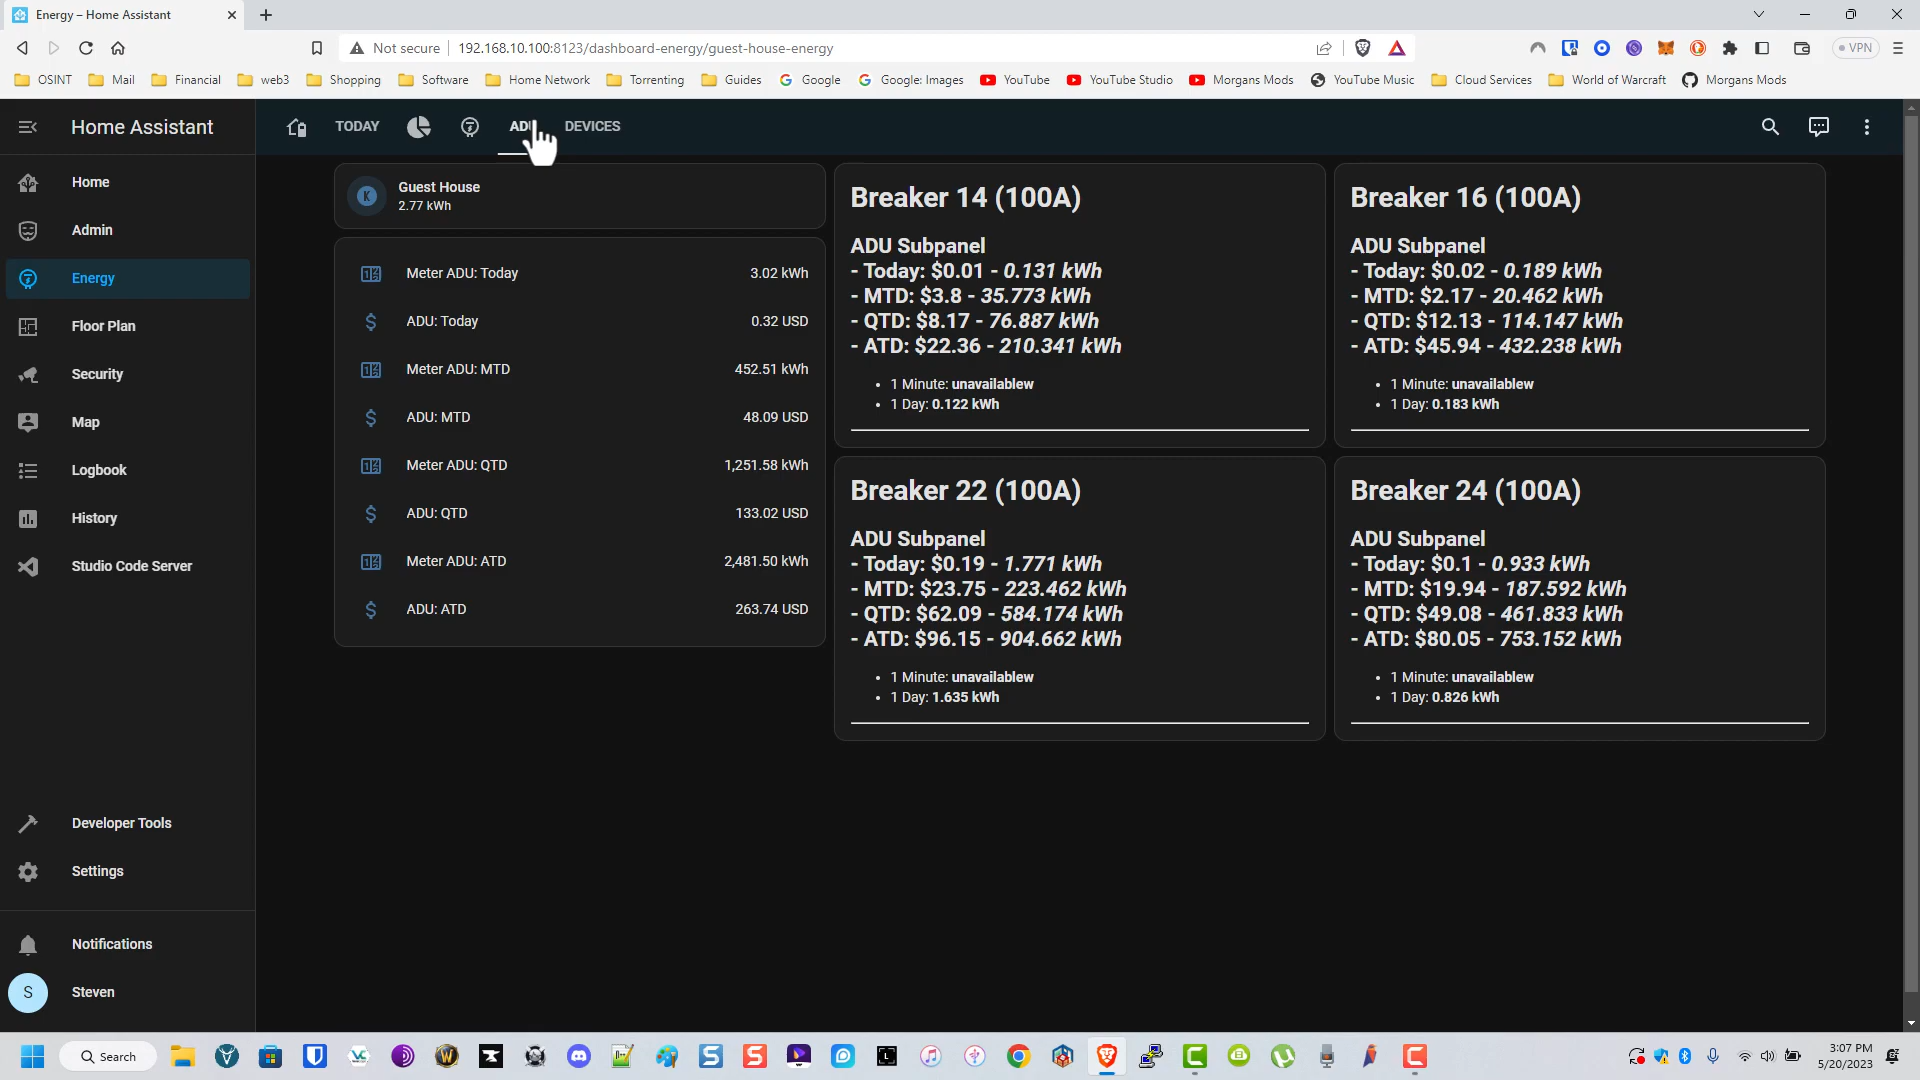 Energy – Home Assistant
Not secure 192.168.10.100:8123/dashboard-energy/guest-house-energy VPN
OSINT Mail Financial web3 Shopping Software Home Network Torrenting Guides Google Google: Images YouTube YouTube Studio Morgans Mods YouTube Music Cloud Services World of Warcraft Morgans Mods
Home Assistant
TODAY DEVICES
Home
Admin
Energy
Floor Plan
Security
Map
Logbook
History
Studio Code Server
Developer Tools
Settings
Notifications
S Steven
K
Guest House
2.77 kWh
Meter ADU: Today 3.02 kWh
ADU: Today 0.32 USD
Meter ADU: MTD 452.51 kWh
ADU: MTD 48.09 USD
Meter ADU: QTD 1,251.58 kWh
ADU: QTD 133.02 USD
Meter ADU: ATD 2,481.50 kWh
ADU: ATD 263.74 USD
Breaker 14 (100A)
ADU Subpanel
- Today: $0.01 - 0.131 kWh
- MTD: $3.8 - 35.773 kWh
- QTD: $8.17 - 76.887 kWh
- ATD: $22.36 - 210.341 kWh
• 1 Minute: unavailablew
• 1 Day: 0.122 kWh
Breaker 16 (100A)
ADU Subpanel
- Today: $0.02 - 0.189 kWh
- MTD: $2.17 - 20.462 kWh
- QTD: $12.13 - 114.147 kWh
- ATD: $45.94 - 432.238 kWh
• 1 Minute: unavailablew
• 1 Day: 0.183 kWh
Breaker 22 (100A)
ADU Subpanel
- Today: $0.19 - 1.771 kWh
- MTD: $23.75 - 223.462 kWh
- QTD: $62.09 - 584.174 kWh
- ATD: $96.15 - 904.662 kWh
• 1 Minute: unavailablew
• 1 Day: 1.635 kWh
Breaker 24 (100A)
ADU Subpanel
- Today: $0.1 - 0.933 kWh
- MTD: $19.94 - 187.592 kWh
- QTD: $49.08 - 461.833 kWh
- ATD: $80.05 - 753.152 kWh
• 1 Minute: unavailablew
• 1 Day: 0.826 kWh
Search
3:07 PM
5/20/2023